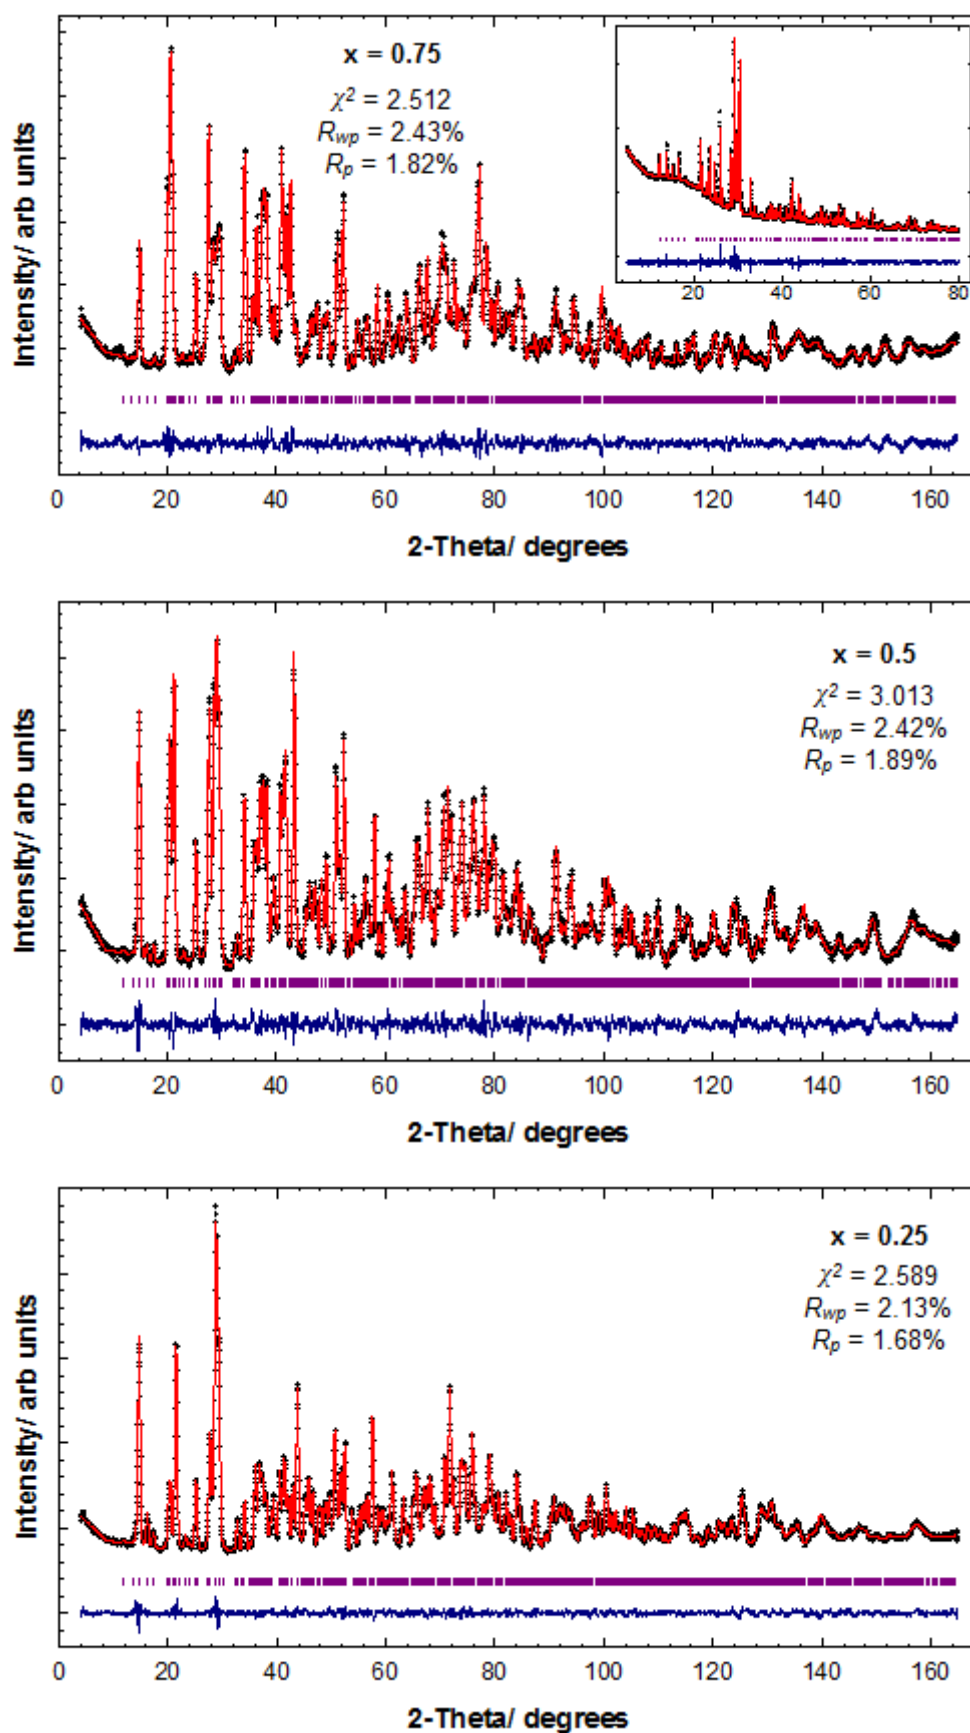 x = 0.75
χ² = 2.512
Rwp = 2.43%
Rp = 1.82%
20 40 60 80
Intensity/ arb units
0 20 40 60 80 100 120 140 160
2-Theta/ degrees
x = 0.5
χ² = 3.013
Rwp = 2.42%
Rp = 1.89%
Intensity/ arb units
0 20 40 60 80 100 120 140 160
2-Theta/ degrees
x = 0.25
χ² = 2.589
Rwp = 2.13%
Rp = 1.68%
Intensity/ arb units
0 20 40 60 80 100 120 140 160
2-Theta/ degrees